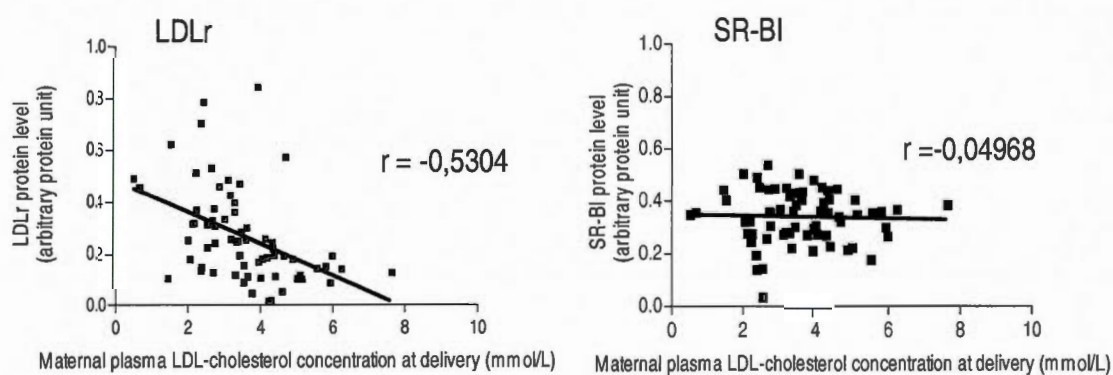 LDLr
1.0
0.8
0.6
0.4
0.2
0.0
LDLr protein level
(arbitrary protein unit)
r = -0,5304
0
2
4
6
8
10
Maternal plasma LDL-cholesterol concentration at delivery (mmol/L)
SR-BI
1.0
0.8
0.6
0.4
0.2
0.0
SR-BI protein level
(arbitrary protein unit)
r =-0,04968
0
2
4
6
8
10
Maternal plasma LDL-cholesterol concentration at delivery (mmol/L)